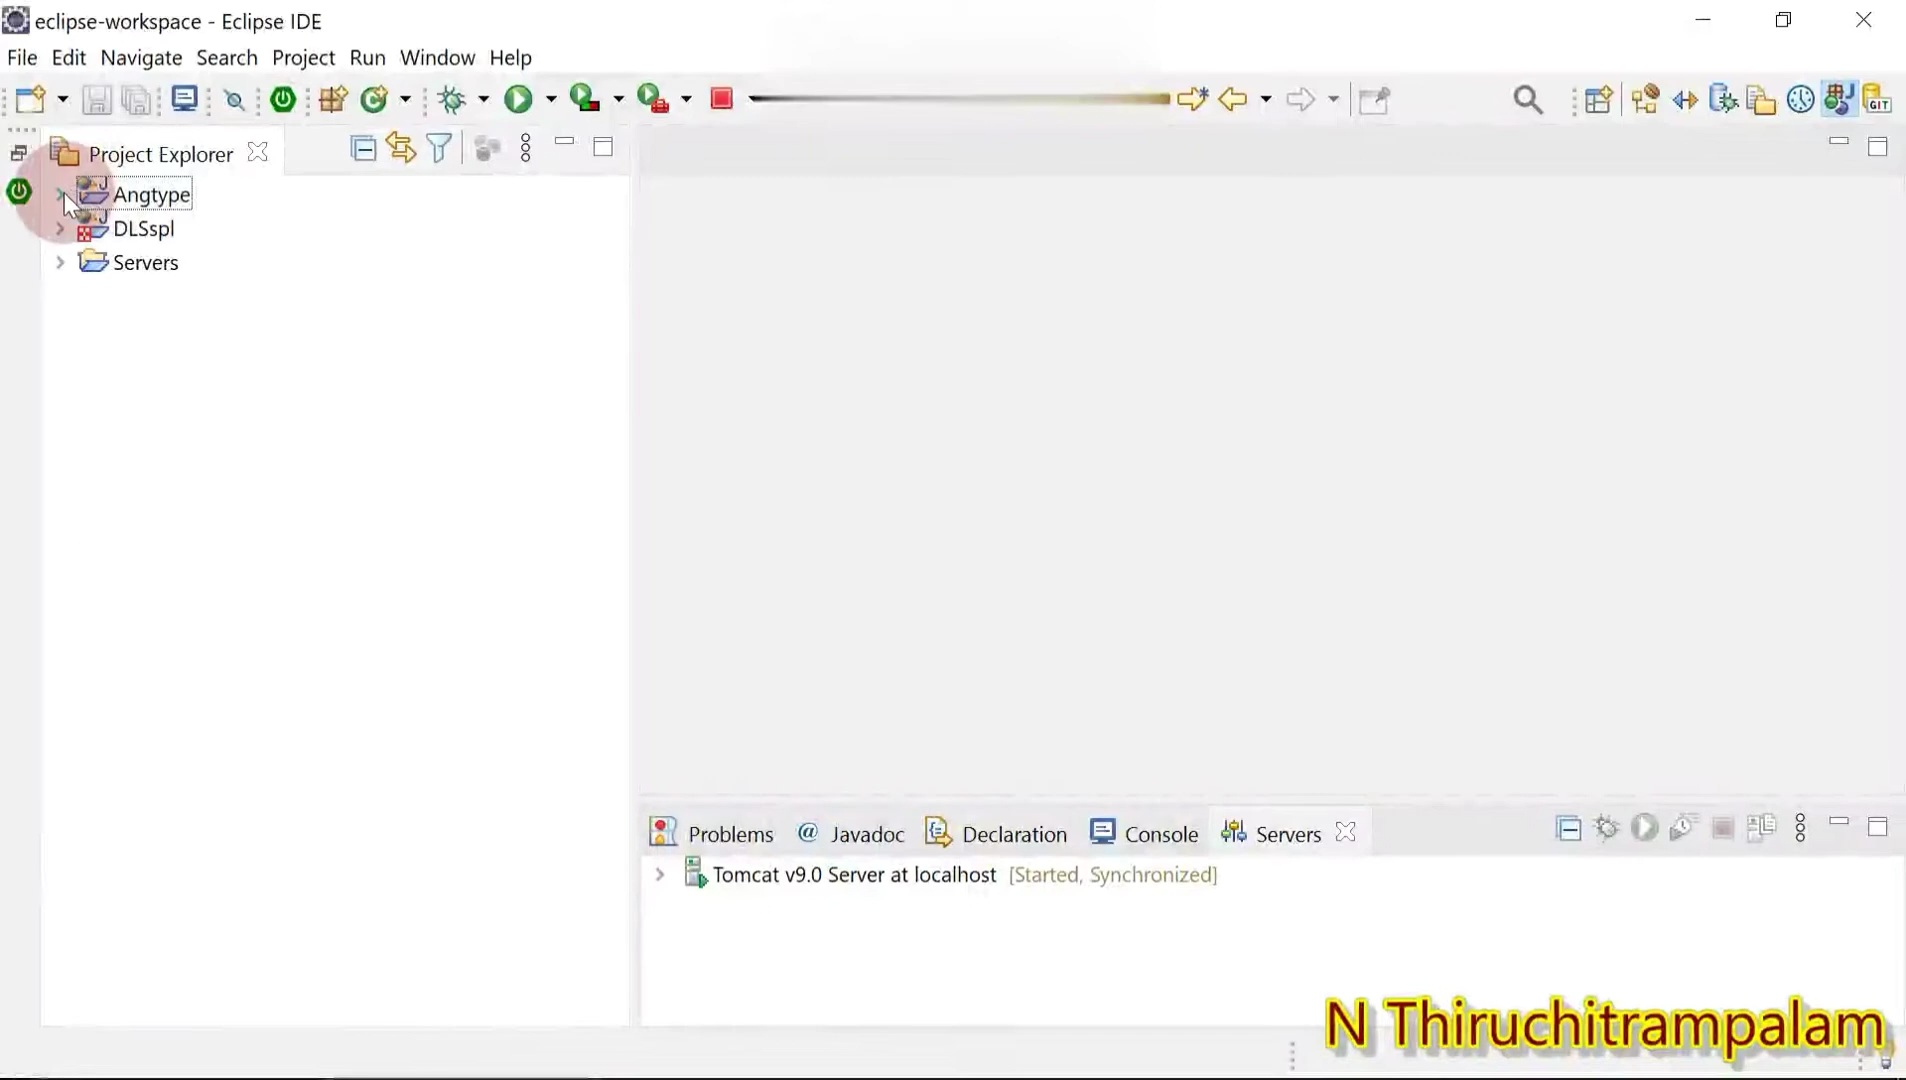 eclipse-workspace - Eclipse IDE
File Edit Navigate Search Project Run Window Help
Project Explorer
Angtype
DLSspl
Servers
Problems @ Javadoc Declaration Console Servers
Tomcat v9.0 Server at localhost [Started, Synchronized]
N Thiruchitrampalam